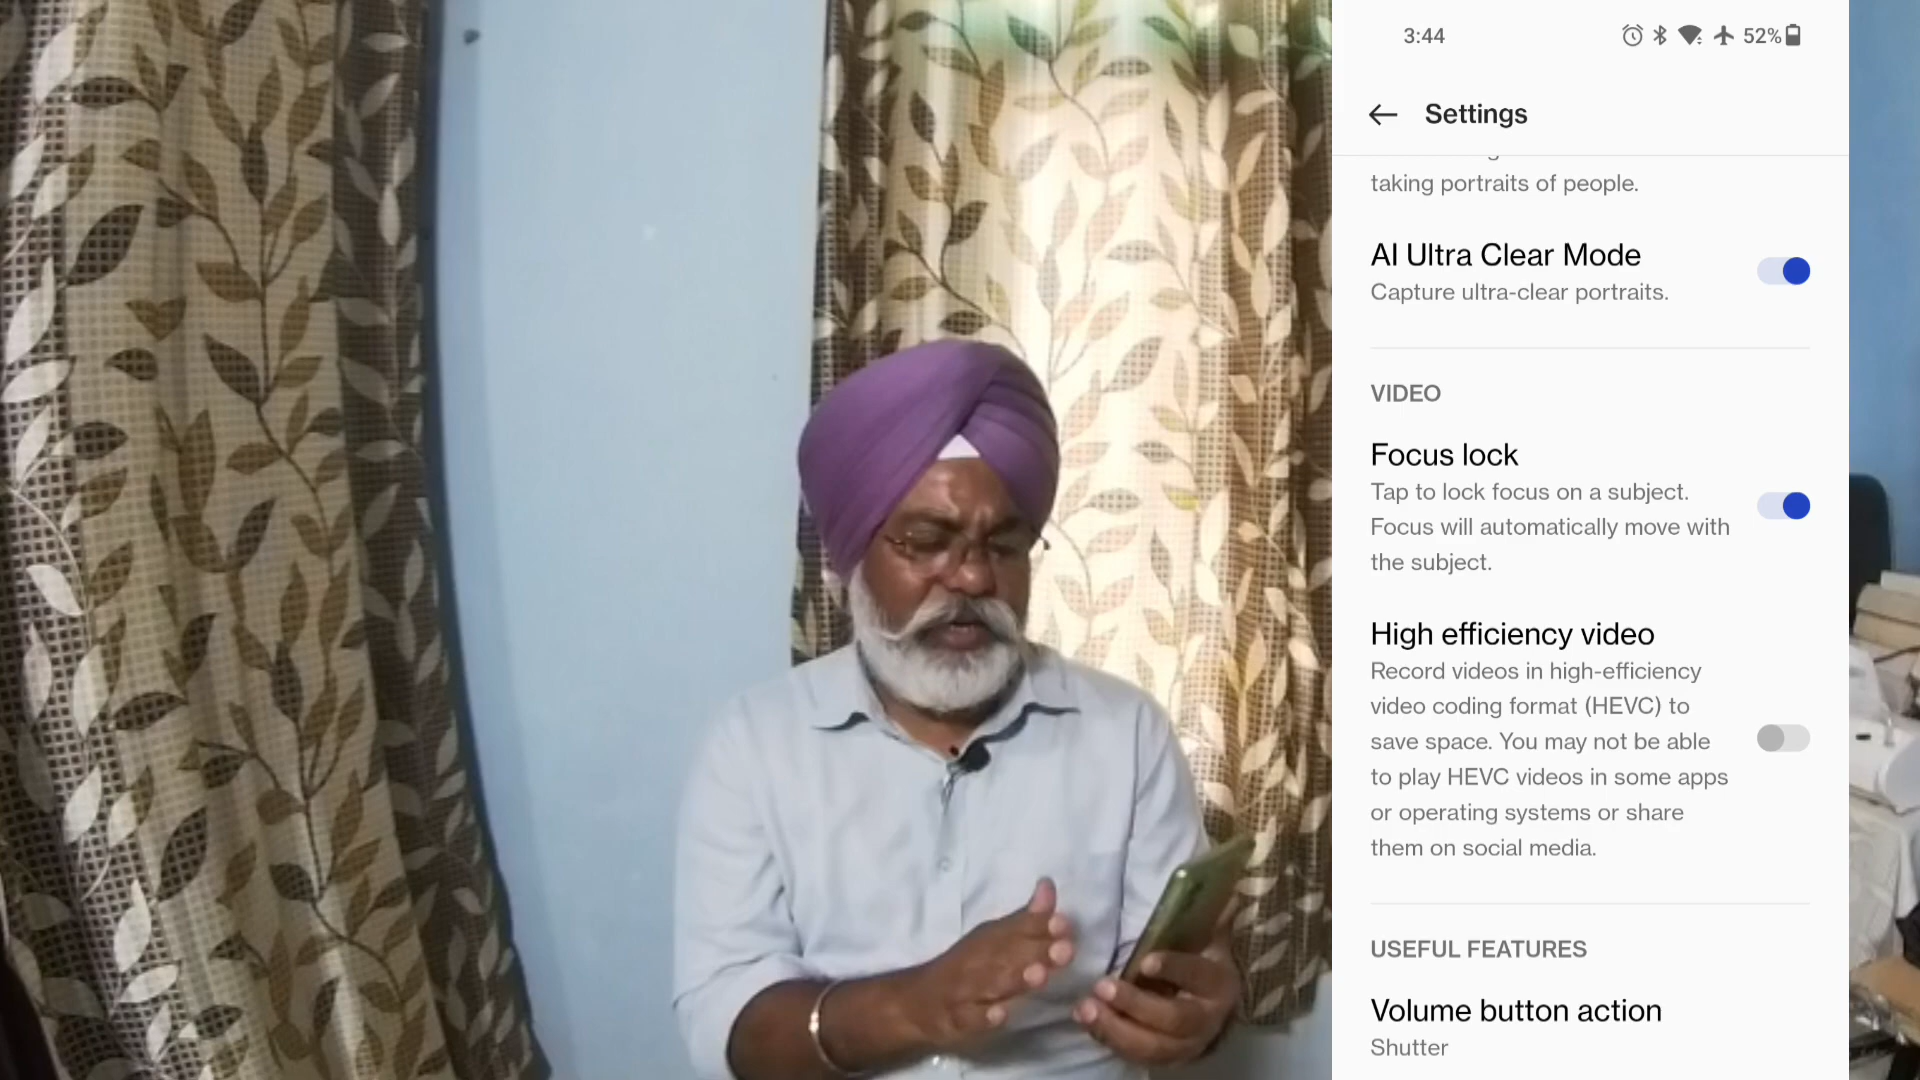 3:44
52%
Settings
taking portraits of people.
AI Ultra Clear Mode
Capture ultra-clear portraits.
VIDEO
Focus lock
Tap to lock focus on a subject.
Focus will automatically move with
the subject.
High efficiency video
Record videos in high-efficiency
video coding format (HEVC) to
save space. You may not be able
to play HEVC videos in some apps
or operating systems or share
them on social media.
USEFUL FEATURES
Volume button action
Shutter